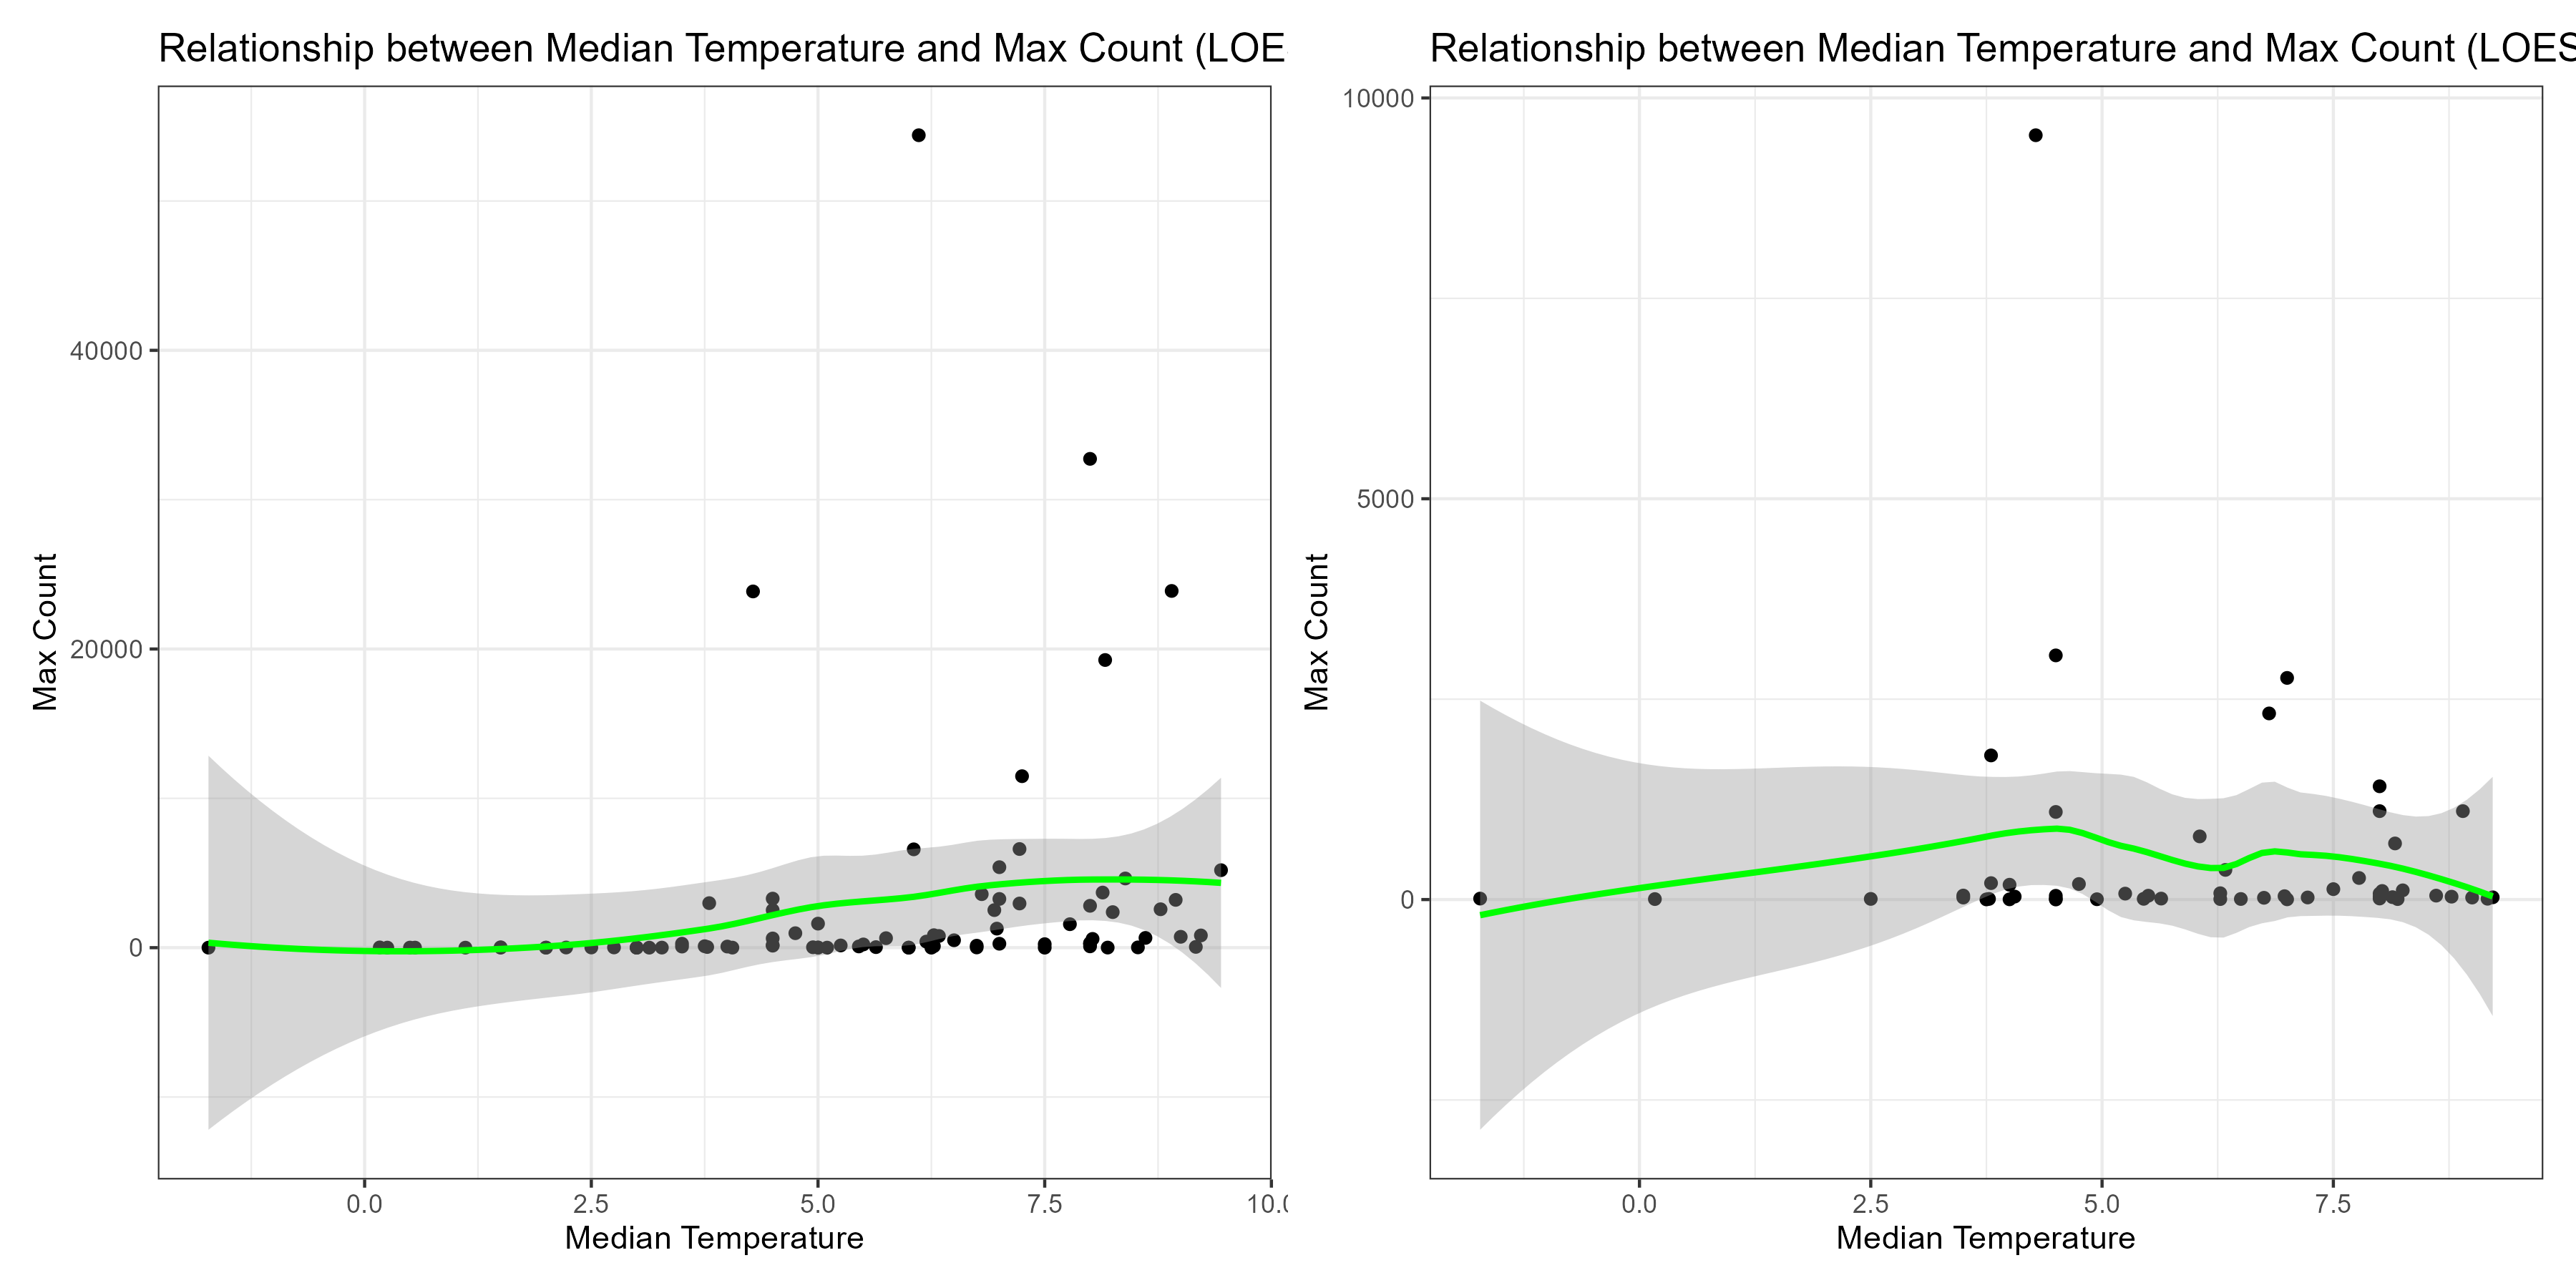 Relationship between Median Temperature and Max Count (LOE
40000
20000
0
Max Count
0.0 2.5 5.0 7.5 10.0
Median Temperature
Relationship between Median Temperature and Max Count (LOES
10000
5000
0
Max Count
0.0 2.5 5.0 7.5
Median Temperature